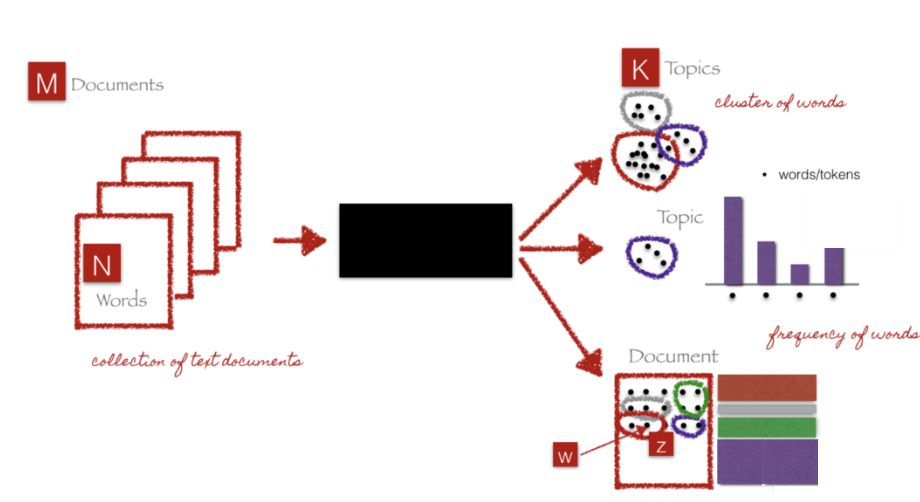 M Documents
N
Words
collection of text documents
K Topics
cluster of words
• words/tokens
Topic
frequency of words
Document
w
z